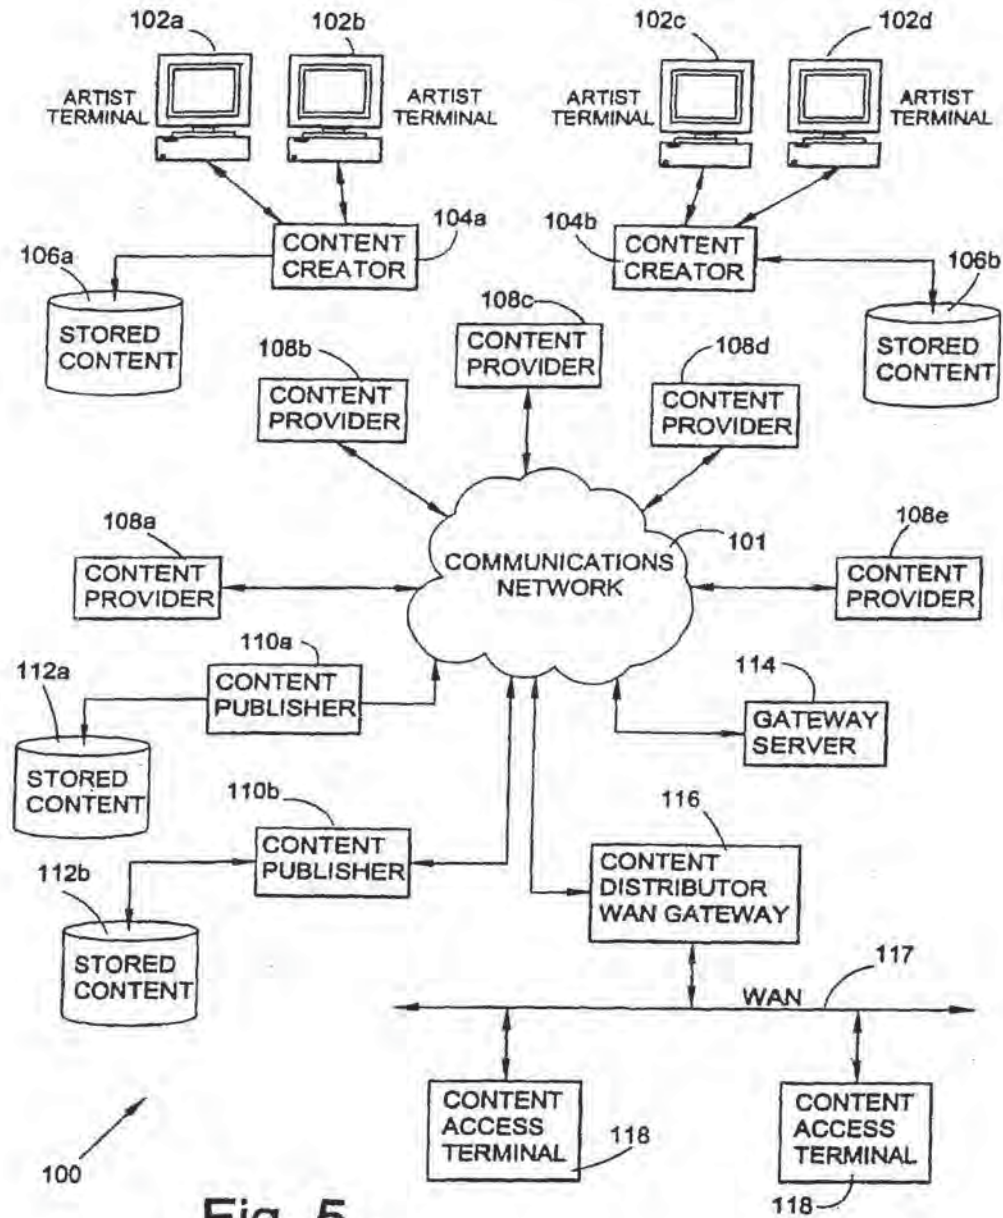 102a
102b
102c
102d
ARTIST
TERMINAL
ARTIST
TERMINAL
ARTIST
TERMINAL
ARTIST
TERMINAL
104a
CONTENT
CREATOR
104b
CONTENT
CREATOR
106a
STORED
CONTENT
106b
STORED
CONTENT
108b
CONTENT
PROVIDER
108c
CONTENT
PROVIDER
108d
CONTENT
PROVIDER
108a
CONTENT
PROVIDER
COMMUNICATIONS
NETWORK
101
108e
CONTENT
PROVIDER
110a
CONTENT
PUBLISHER
112a
STORED
CONTENT
114
GATEWAY
SERVER
110b
CONTENT
PUBLISHER
112b
STORED
CONTENT
116
CONTENT
DISTRIBUTOR
WAN GATEWAY
WAN
117
CONTENT
ACCESS
TERMINAL
118
CONTENT
ACCESS
TERMINAL
118
100
Fig. 5